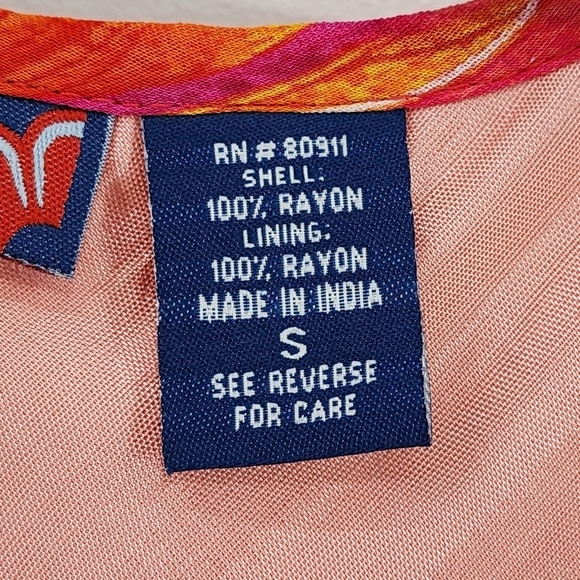 RN # 80911
SHELL:
100% RAYON
LINING:
100% RAYON
MADE IN INDIA
S
SEE REVERSE
FOR CARE